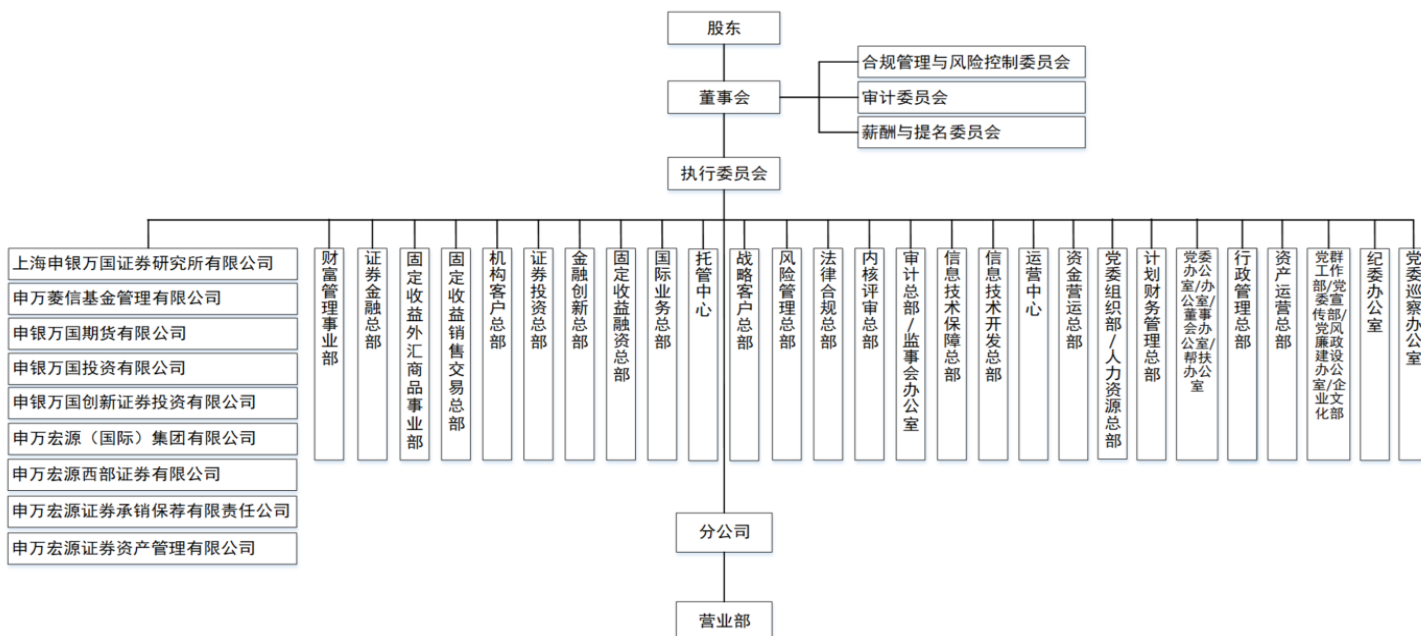 股东
董事会
合规管理与风险控制委员会
审计委员会
薪酬与提名委员会
执行委员会
上海申银万国证券研究所有限公司
申万菱信基金管理有限公司
申银万国期货有限公司
申银万国投资有限公司
申银万国创新证券投资有限公司
申万宏源（国际）集团有限公司
申万宏源西部证券有限公司
申万宏源证券承销保荐有限责任公司
申万宏源证券资产管理有限公司
财富管理事业部
证券金融总部
固定收益外汇商品事业部
固定收益销售交易总部
机构客户总部
证券投资总部
金融创新总部
固定收益融资总部
国际业务总部
托管中心
战略客户总部
风险管理总部
法律合规总部
内核评审总部
审计总部/监事会办公室
信息技术保障总部
信息技术开发总部
运营中心
资金营运总部
党委组织部/人力资源总部
计划财务管理总部
党委办公室/办公室/董事会办公室/扶帮公办室
行政管理总部
资产运营总部
党群工作部/党委宣传部/党风廉政建设办公室/企业文化部
纪委办公室
党委巡察办公室
分公司
营业部